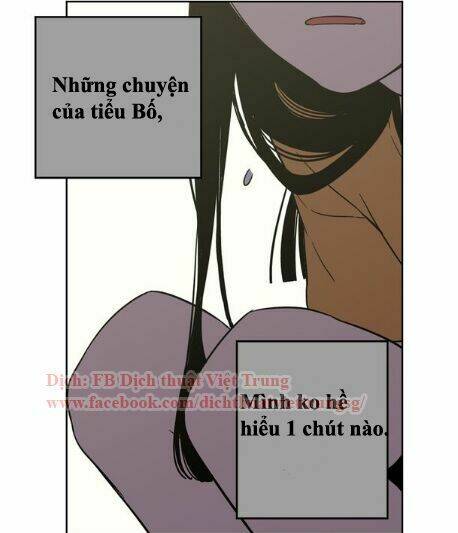 Những chuyện
của tiểu Bố,
Dịch: FB Dịch thuật Việt Trung
Mình ko hề
hiểu 1 chút nào.